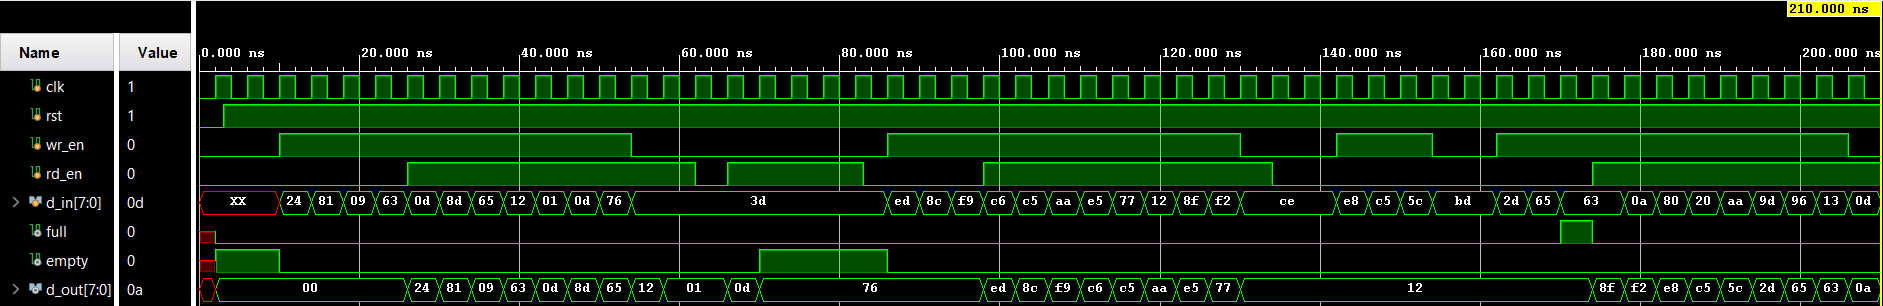 210.000 ns
Name Value 0.000 ns 20.000 ns 40.000 ns 60.000 ns 80.000 ns 100.000 ns 120.000 ns 140.000 ns 160.000 ns 180.000 ns 200.000 ns
clk 1
rst 1
wr_en 0
rd_en 0
d_in[7:0] 0d XX 24 81 09 63 0d 8d 65 12 01 0d 76 3d ed 8c f9 c6 c5 aa e5 77 12 8f f2 ce e8 c5 5c bd 2d 65 63 0a 80 20 aa 9d 96 13 0d
full 0
empty 0
d_out[7:0] 0a 00 24 81 09 63 0d 8d 65 12 01 0d 76 ed 8c f9 c6 c5 aa e5 77 12 8f f2 e8 c5 5c 2d 65 63 0a